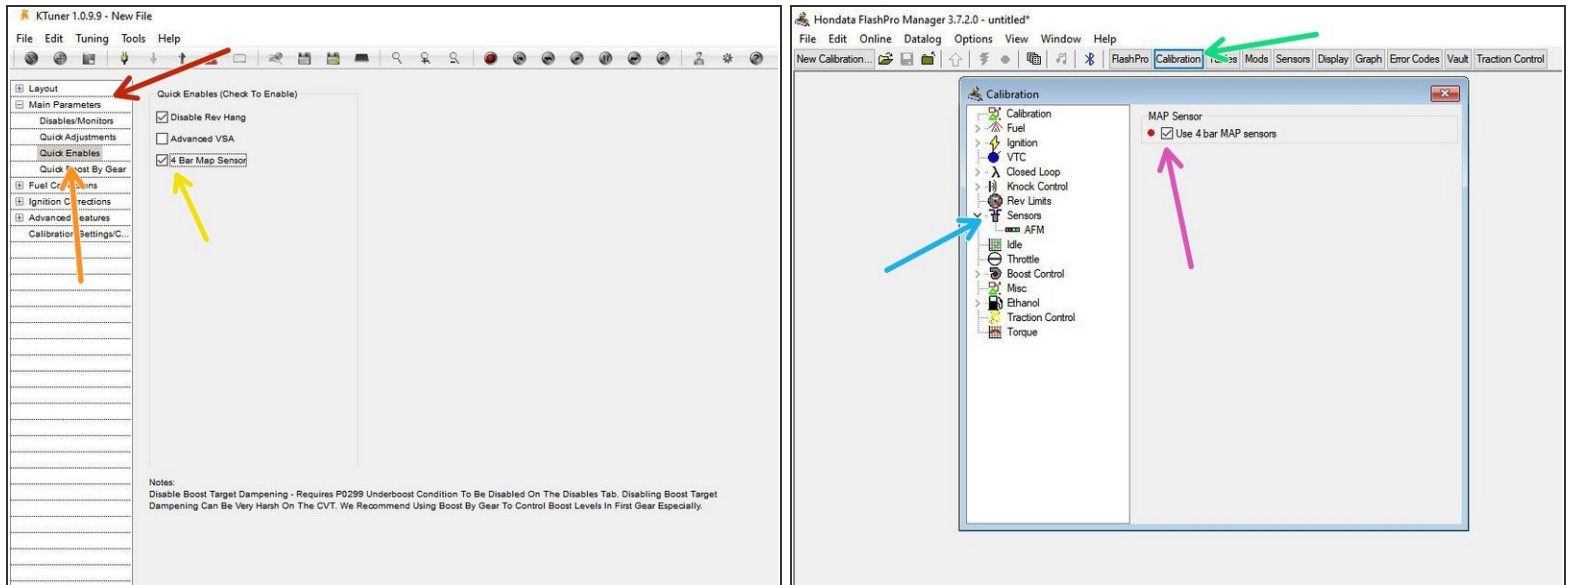 KTuner 1.0.9.9 - New File
File Edit Tuning Tools Help
Layout
Main Parameters
Disables/Monitors
Quick Adjustments
Quick Enables
Quick Boost By Gear
Fuel Corrections
Ignition Corrections
Advanced Features
Calibration Settings/C...
Quick Enables (Check To Enable)
Disable Rev Hang
Advanced VSA
4 Bar Map Sensor
Notes:
Disable Boost Target Dampening - Requires P0299 Underboost Condition To Be Disabled On The Disables Tab. Disabling Boost Target
Dampening Can Be Very Harsh On The CVT. We Recommend Using Boost By Gear To Control Boost Levels In First Gear Especially.
Hondata FlashPro Manager 3.7.2.0 - untitled*
File Edit Online Datalog Options View Window Help
New Calibration... FlashPro Calibration Tables Mods Sensors Display Graph Error Codes Vault Traction Control
Calibration
Calibration
Fuel
Ignition
VTC
Closed Loop
Knock Control
Rev Limits
Sensors
AFM
Idle
Throttle
Boost Control
Misc
Ethanol
Traction Control
Torque
MAP Sensor
Use 4 bar MAP sensors